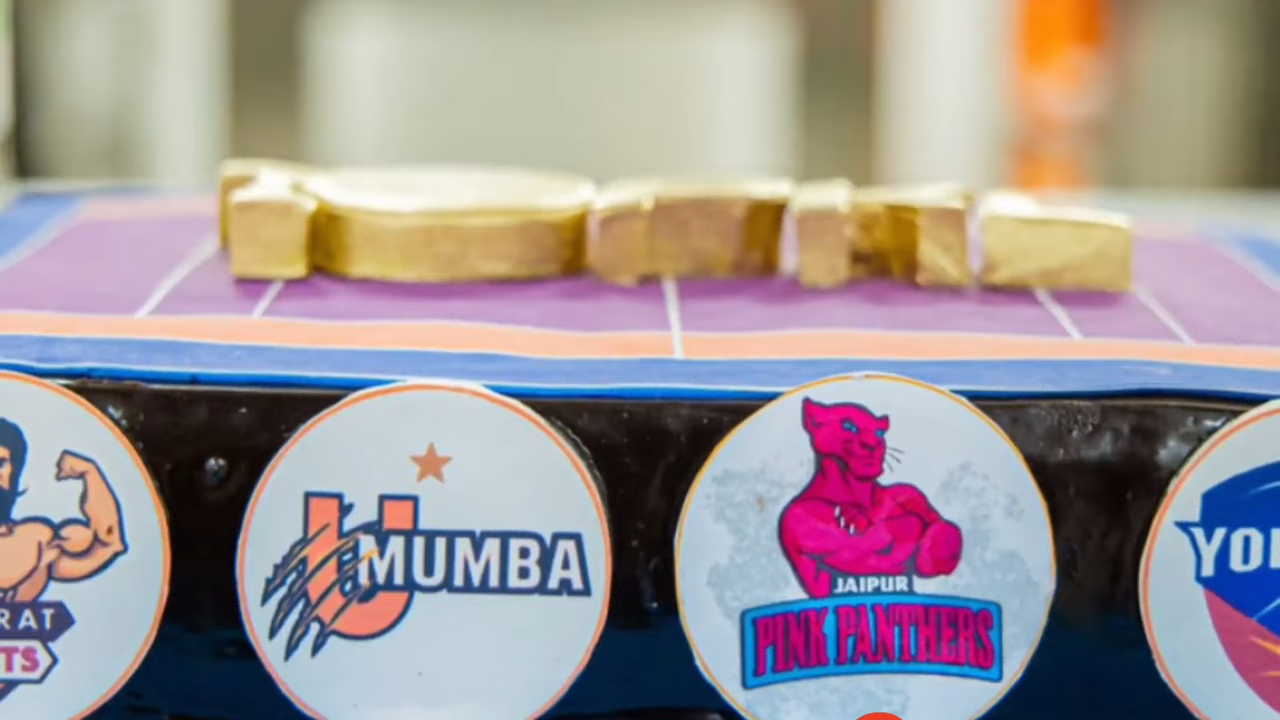 RAT
TS
U MUMBA
JAIPUR
PINK PANTHERS
YO